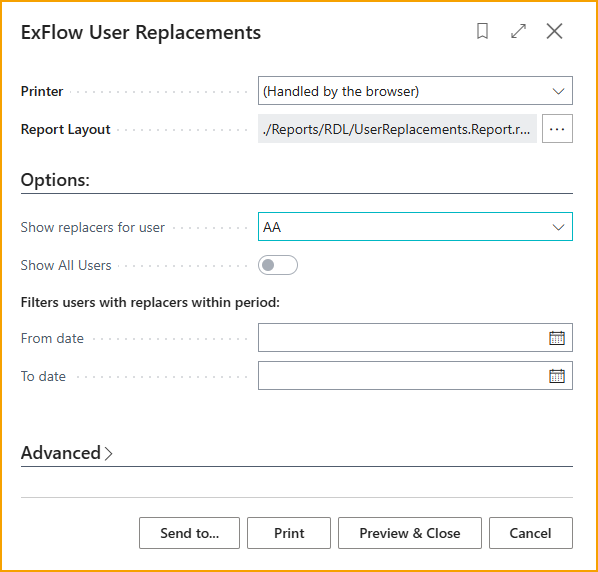 ExFlow User Replacements
Printer (Handled by the browser)
Report Layout ./Reports/RDL/UserReplacements.Report.r... ...
Options:
Show replacers for user AA
Show All Users
Filters users with replacers within period:
From date
To date
Advanced
Send to... Print Preview & Close Cancel